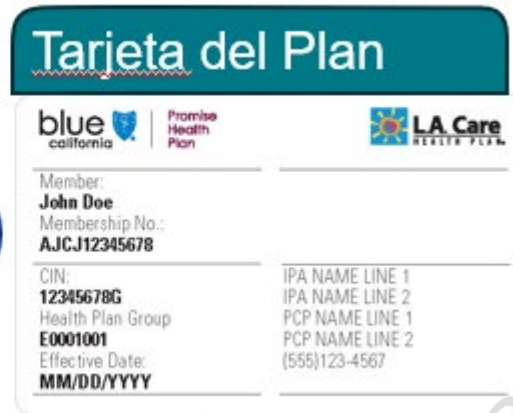 Tarjeta del Plan
blue
california
Promise
Health
Plan
L.A. Care
HEALTH PLAN
Member:
John Doe
Membership No.:
AJCJ12345678
CIN:
12345678G
Health Plan Group
E0001001
Effective Date:
MM/DD/YYYY
IPA NAME LINE 1
IPA NAME LINE 2
PCP NAME LINE 1
PCP NAME LINE 2
(555)123-4567